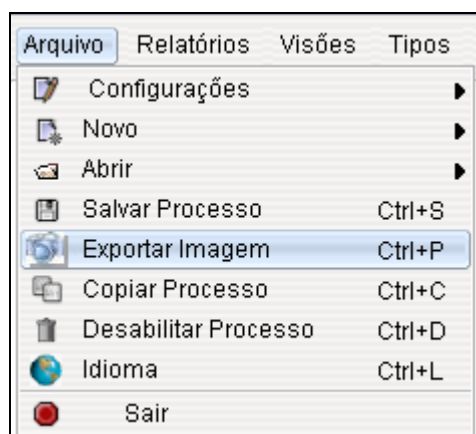 Arquivo Relatórios Visões Tipos
Configurações
Novo
Abrir
Salvar Processo Ctrl+S
Exportar Imagem Ctrl+P
Copiar Processo Ctrl+C
Desabilitar Processo Ctrl+D
Idioma Ctrl+L
Sair